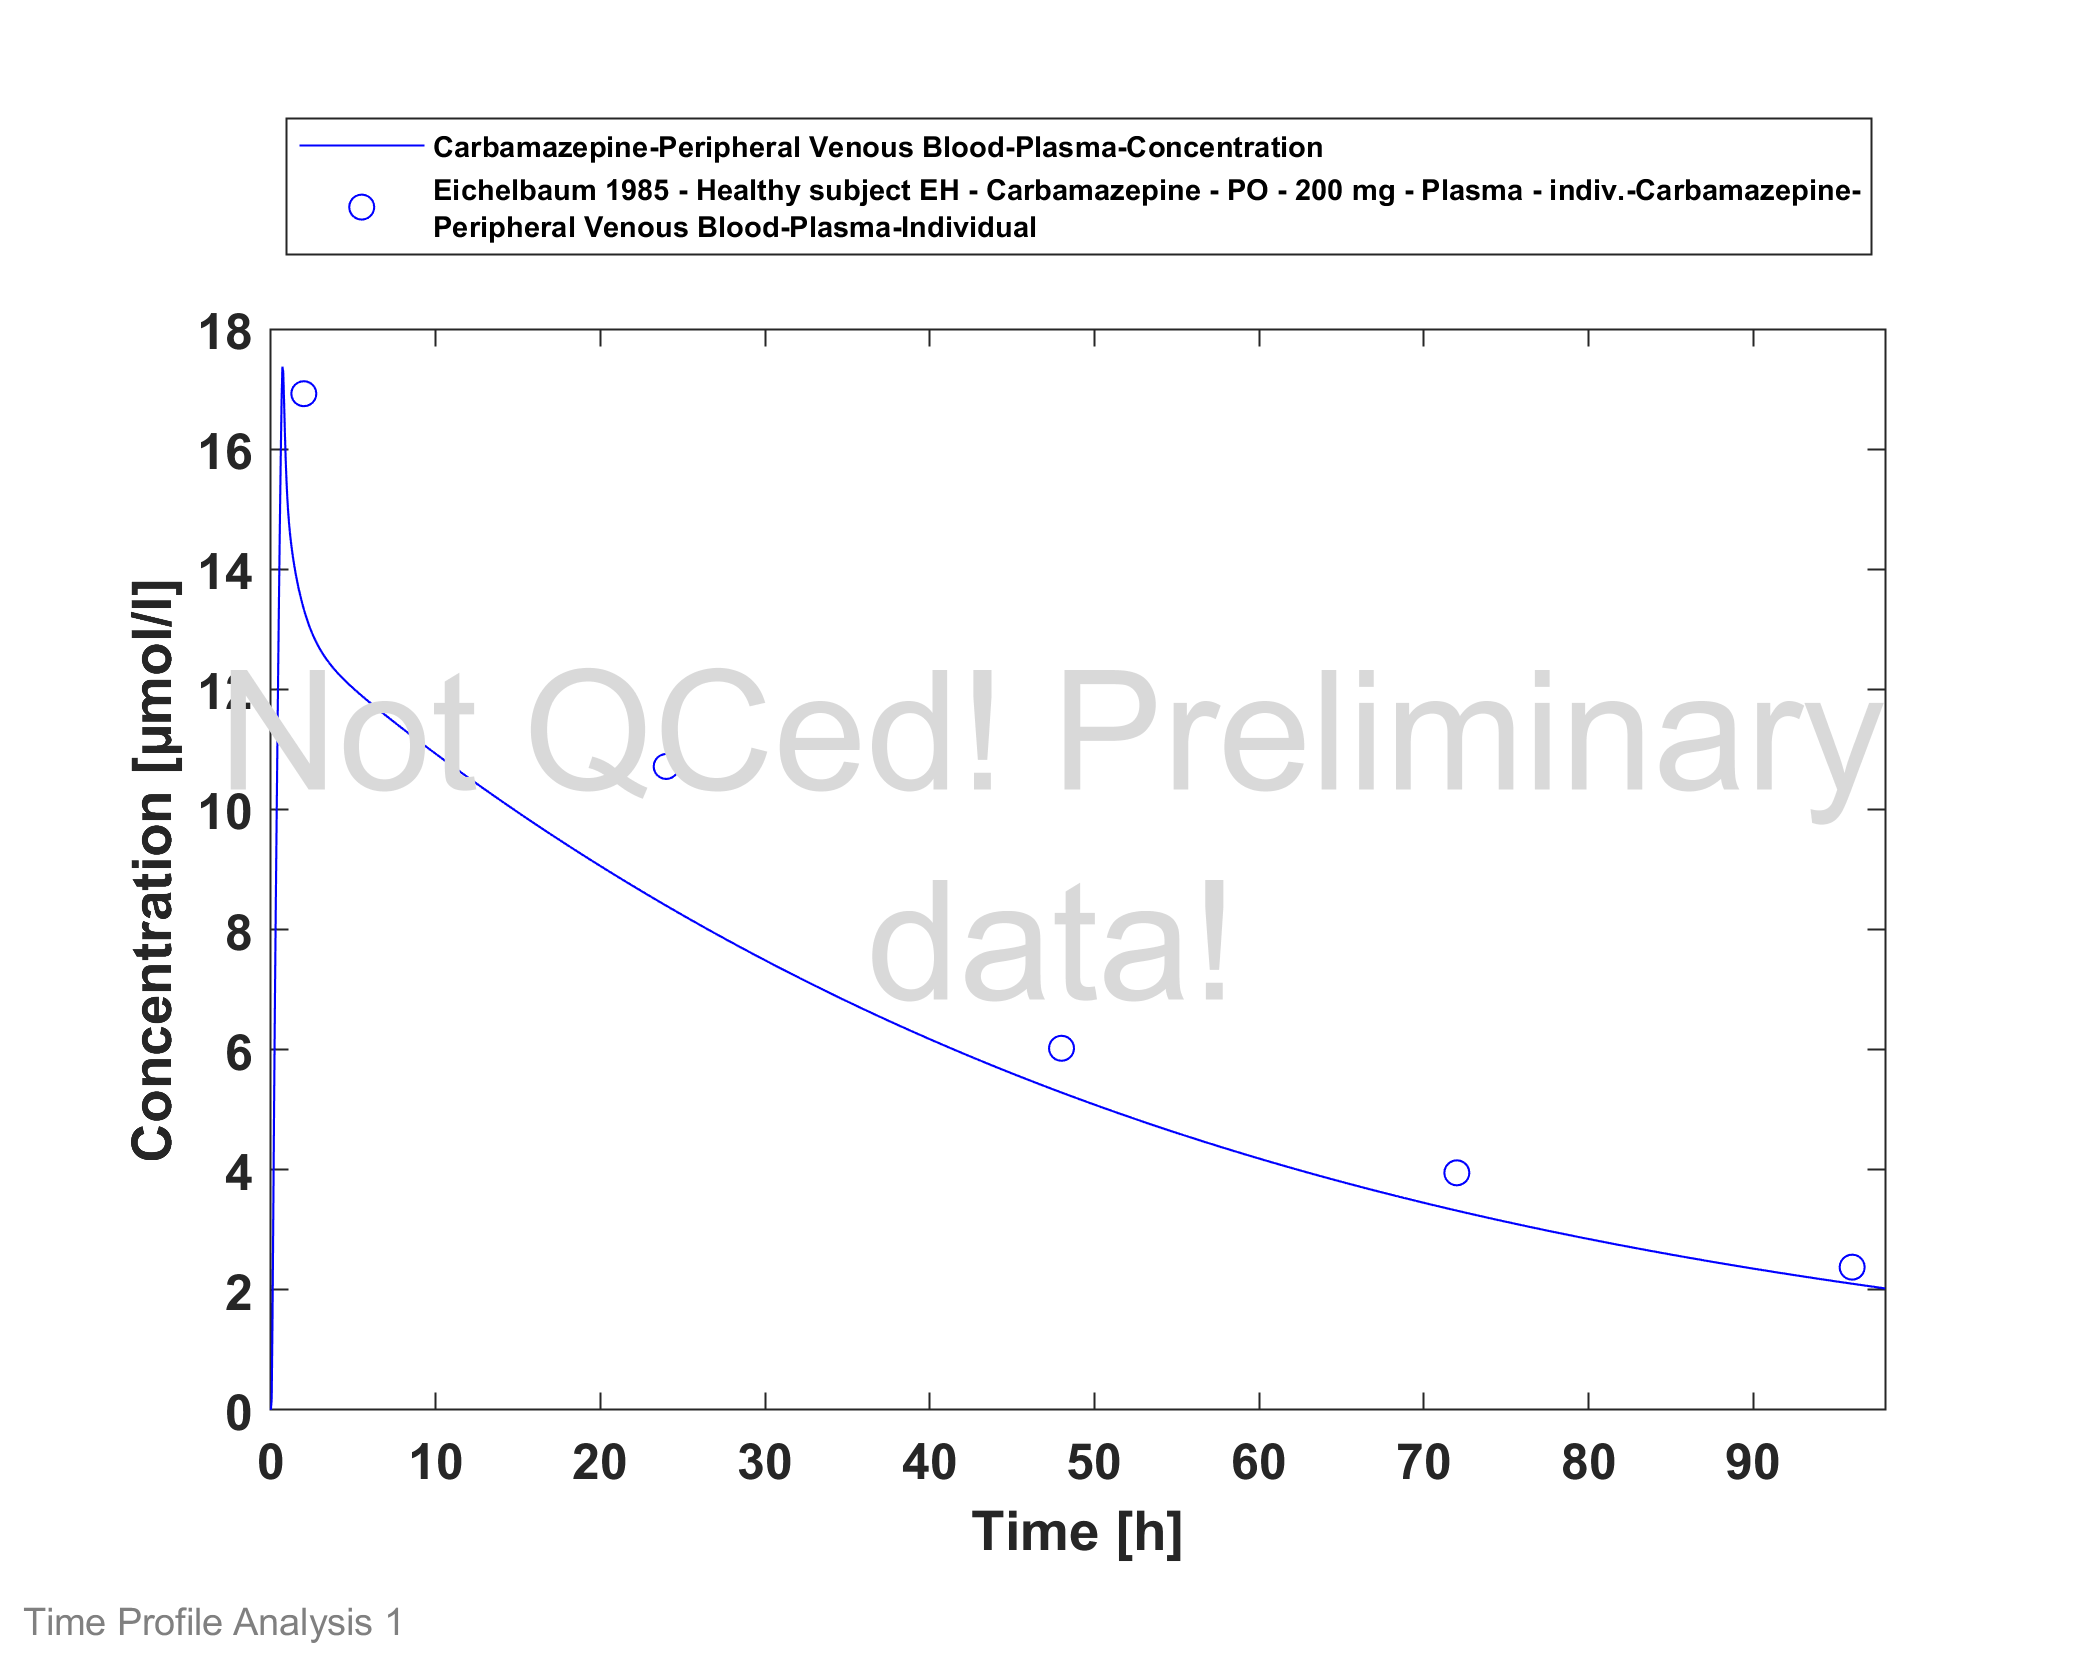 Carbamazepine-Peripheral Venous Blood-Plasma-Concentration
Eichelbaum 1985 - Healthy subject EH - Carbamazepine - PO - 200 mg - Plasma - indiv.-Carbamazepine-
Peripheral Venous Blood-Plasma-Individual
18
16
14
12
10
8
6
4
2
0
Concentration [µmol/l]
Not QCed! Preliminary
data!
0 10 20 30 40 50 60 70 80 90
Time [h]
Time Profile Analysis 1